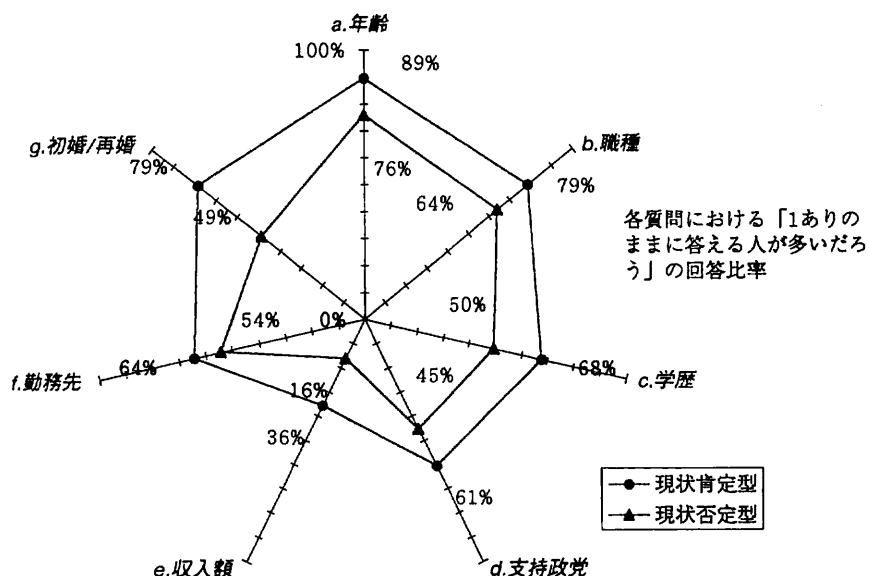 a.年齢
100%
89%
g.初婚/再婚
b.職種
79%
76%
64%
79%
49%
各質問における「1ありの
ままに答える人が多いだろ
う」の回答比率
50%
54%
0%
64%
45%
68%
f.勤務先
c.学歴
16%
36%
61%
現状肯定型
現状否定型
e.収入額
d.支持政党